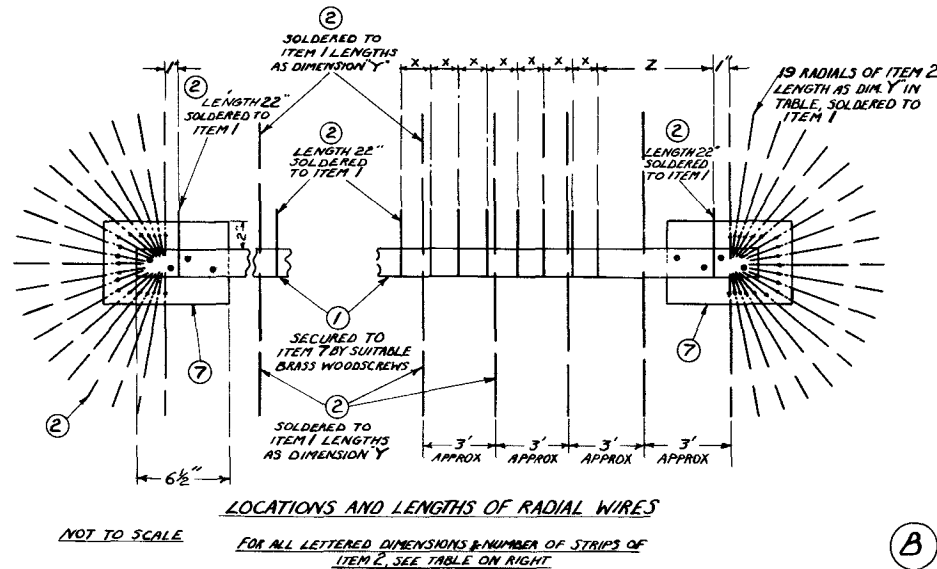 ②
SOLDERED TO
ITEM 1 LENGTHS
AS DIMENSION "Y"
1"
②
LENGTH 22"
SOLDERED TO
ITEM 1
②
LENGTH 22"
SOLDERED
TO ITEM 1
X X X X X X X Z 1"
19 RADIALS OF ITEM 2
LENGTH AS DIM. "Y" IN
TABLE, SOLDERED TO
ITEM 1
②
LENGTH 22"
SOLDERED
TO ITEM 1
2"
①
SECURED TO
ITEM 7 BY SUITABLE
BRASS WOODSCREWS
⑦
⑦
②
②
SOLDERED TO
ITEM 1 LENGTHS
AS DIMENSION "Y"
3' 3' 3' 3'
APPROX APPROX APPROX APPROX
6½"
LOCATIONS AND LENGTHS OF RADIAL WIRES
NOT TO SCALE
FOR ALL LETTERED DIMENSIONS & NUMBER OF STRIPS OF
ITEM 2, SEE TABLE ON RIGHT
B